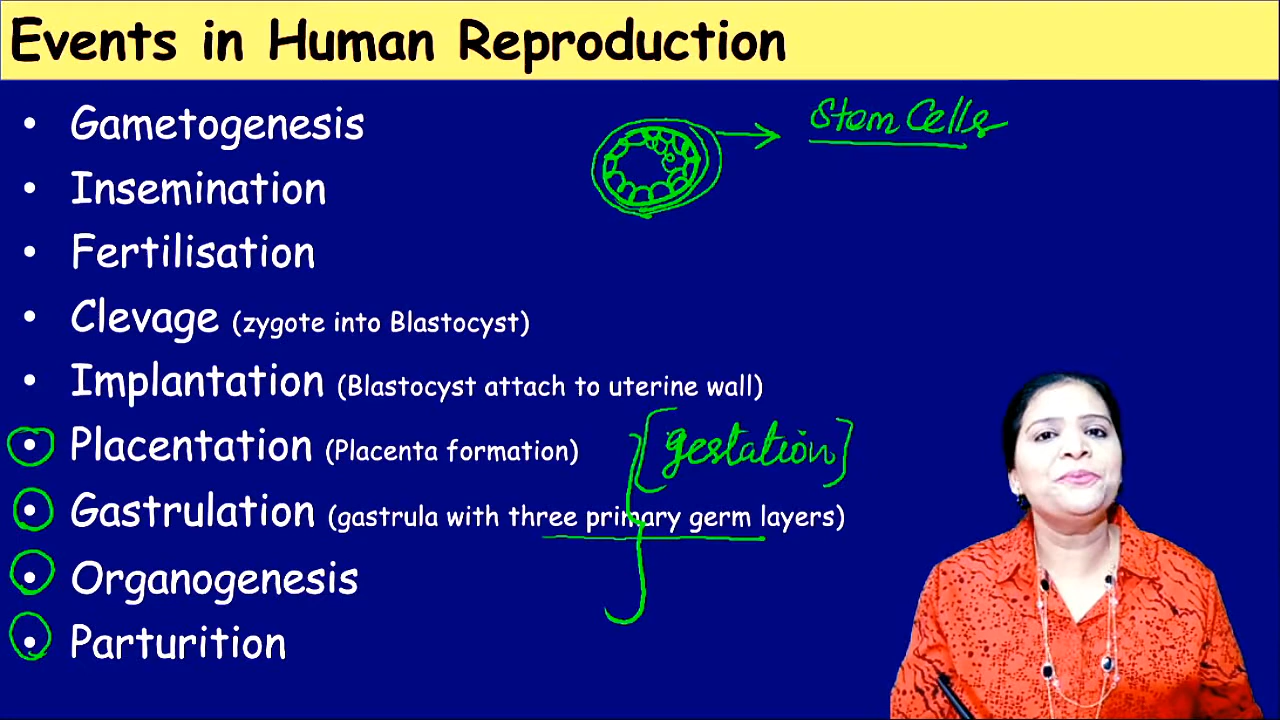 Events in Human Reproduction
• Gametogenesis
Stem Cells
• Insemination
• Fertilisation
• Clevage (zygote into Blastocyst)
• Implantation (Blastocyst attach to uterine wall)
• Placentation (Placenta formation)
[gestation]
• Gastrulation (gastrula with three primary germ layers)
• Organogenesis
• Parturition